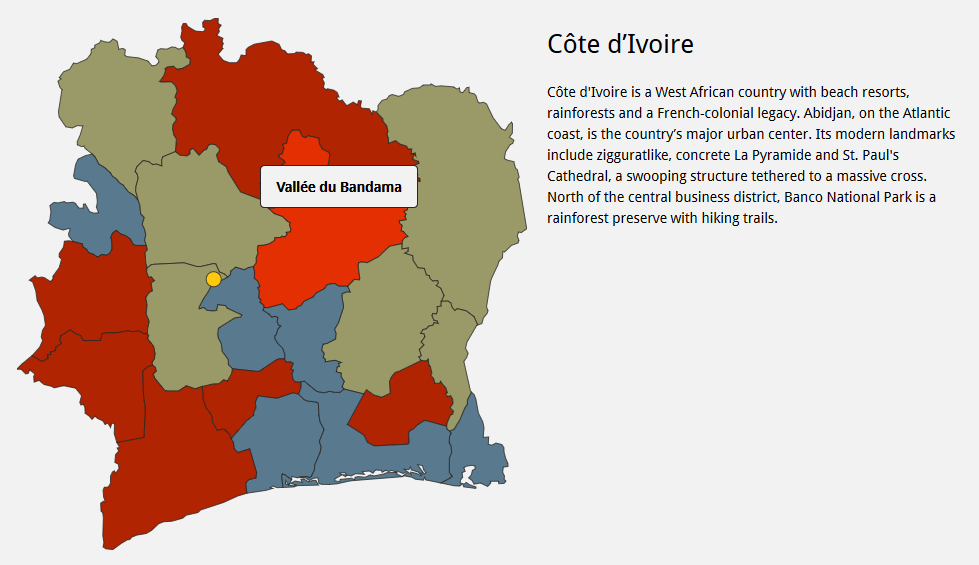 Côte d’Ivoire
Côte d'Ivoire is a West African country with beach resorts,
rainforests and a French-colonial legacy. Abidjan, on the Atlantic
coast, is the country’s major urban center. Its modern landmarks
include zigguratlike, concrete La Pyramide and St. Paul's
Cathedral, a swooping structure tethered to a massive cross.
North of the central business district, Banco National Park is a
rainforest preserve with hiking trails.
Vallée du Bandama